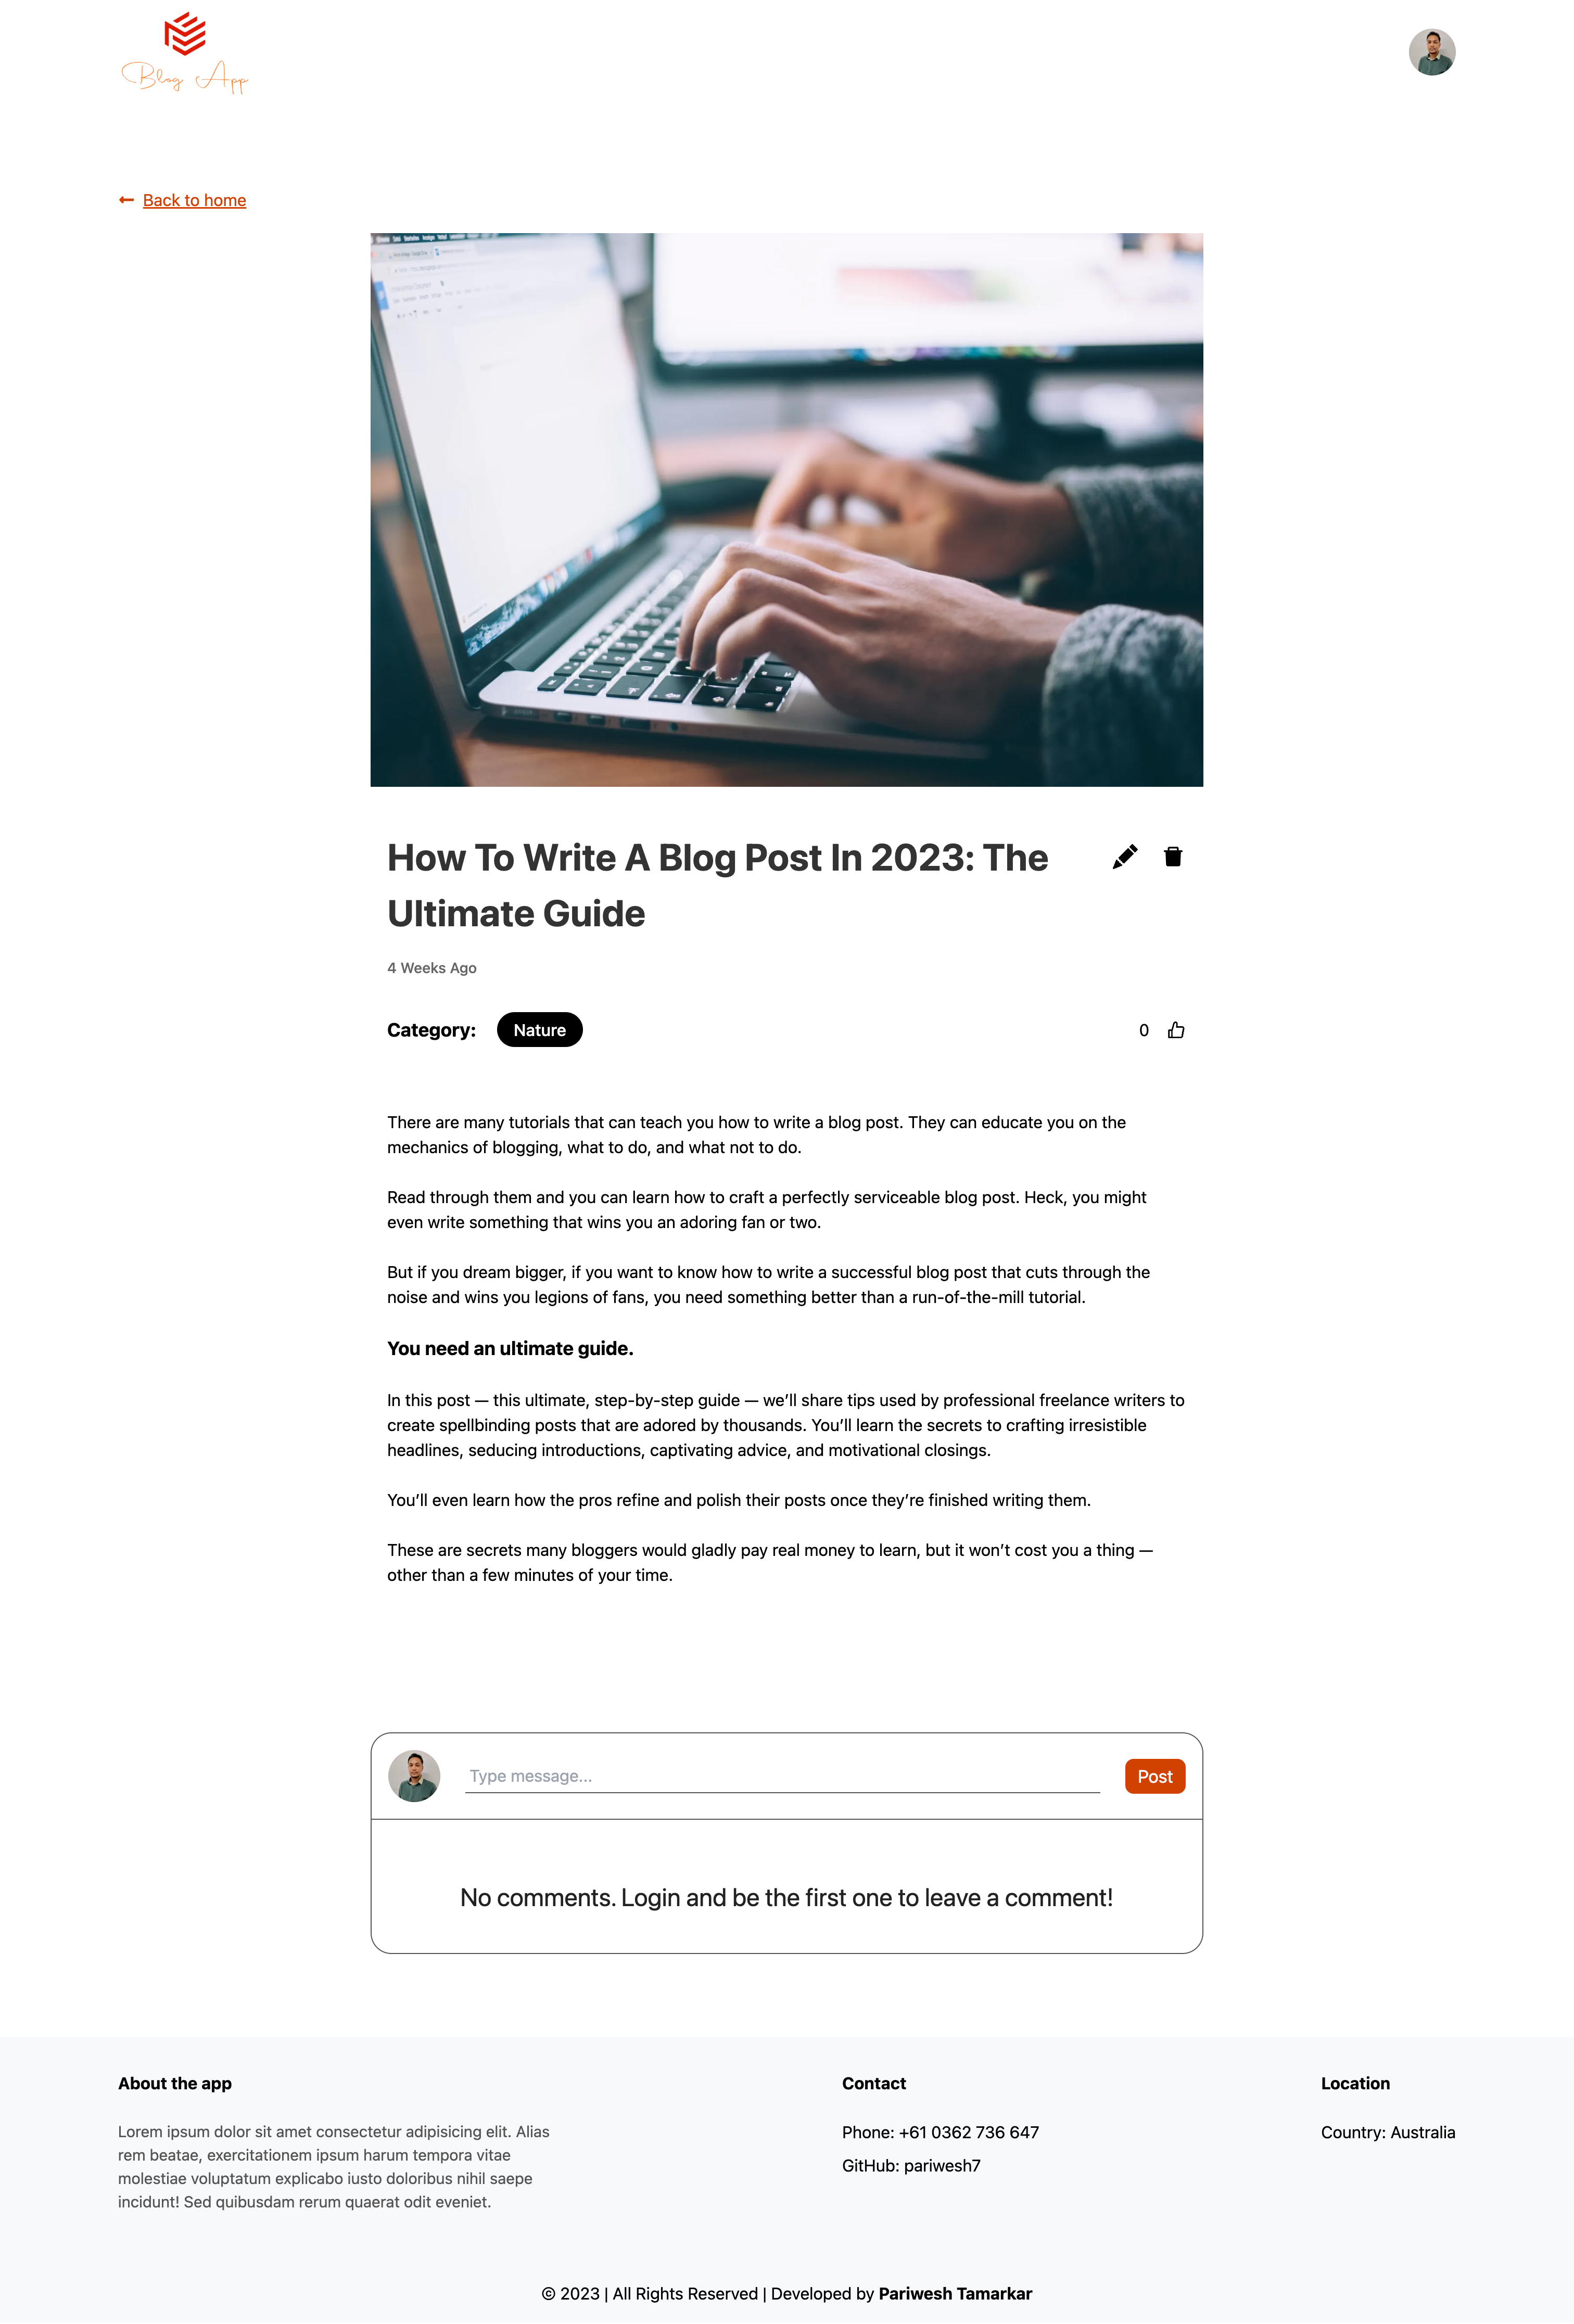 Blog App
Back to home
How To Write A Blog Post In 2023: The
Ultimate Guide
4 Weeks Ago
Category: Nature 0
There are many tutorials that can teach you how to write a blog post. They can educate you on the
mechanics of blogging, what to do, and what not to do.
Read through them and you can learn how to craft a perfectly serviceable blog post. Heck, you might
even write something that wins you an adoring fan or two.
But if you dream bigger, if you want to know how to write a successful blog post that cuts through the
noise and wins you legions of fans, you need something better than a run-of-the-mill tutorial.
You need an ultimate guide.
In this post — this ultimate, step-by-step guide — we’ll share tips used by professional freelance writers to
create spellbinding posts that are adored by thousands. You’ll learn the secrets to crafting irresistible
headlines, seducing introductions, captivating advice, and motivational closings.
You’ll even learn how the pros refine and polish their posts once they’re finished writing them.
These are secrets many bloggers would gladly pay real money to learn, but it won’t cost you a thing —
other than a few minutes of your time.
Type message...
Post
No comments. Login and be the first one to leave a comment!
About the app
Lorem ipsum dolor sit amet consectetur adipisicing elit. Alias
rem beatae, exercitationem ipsum harum tempora vitae
molestiae voluptatum explicabo iusto doloribus nihil saepe
incidunt! Sed quibusdam rerum quaerat odit eveniet.
Contact
Phone: +61 0362 736 647
GitHub: pariwesh7
Location
Country: Australia
© 2023 | All Rights Reserved | Developed by Pariwesh Tamarkar